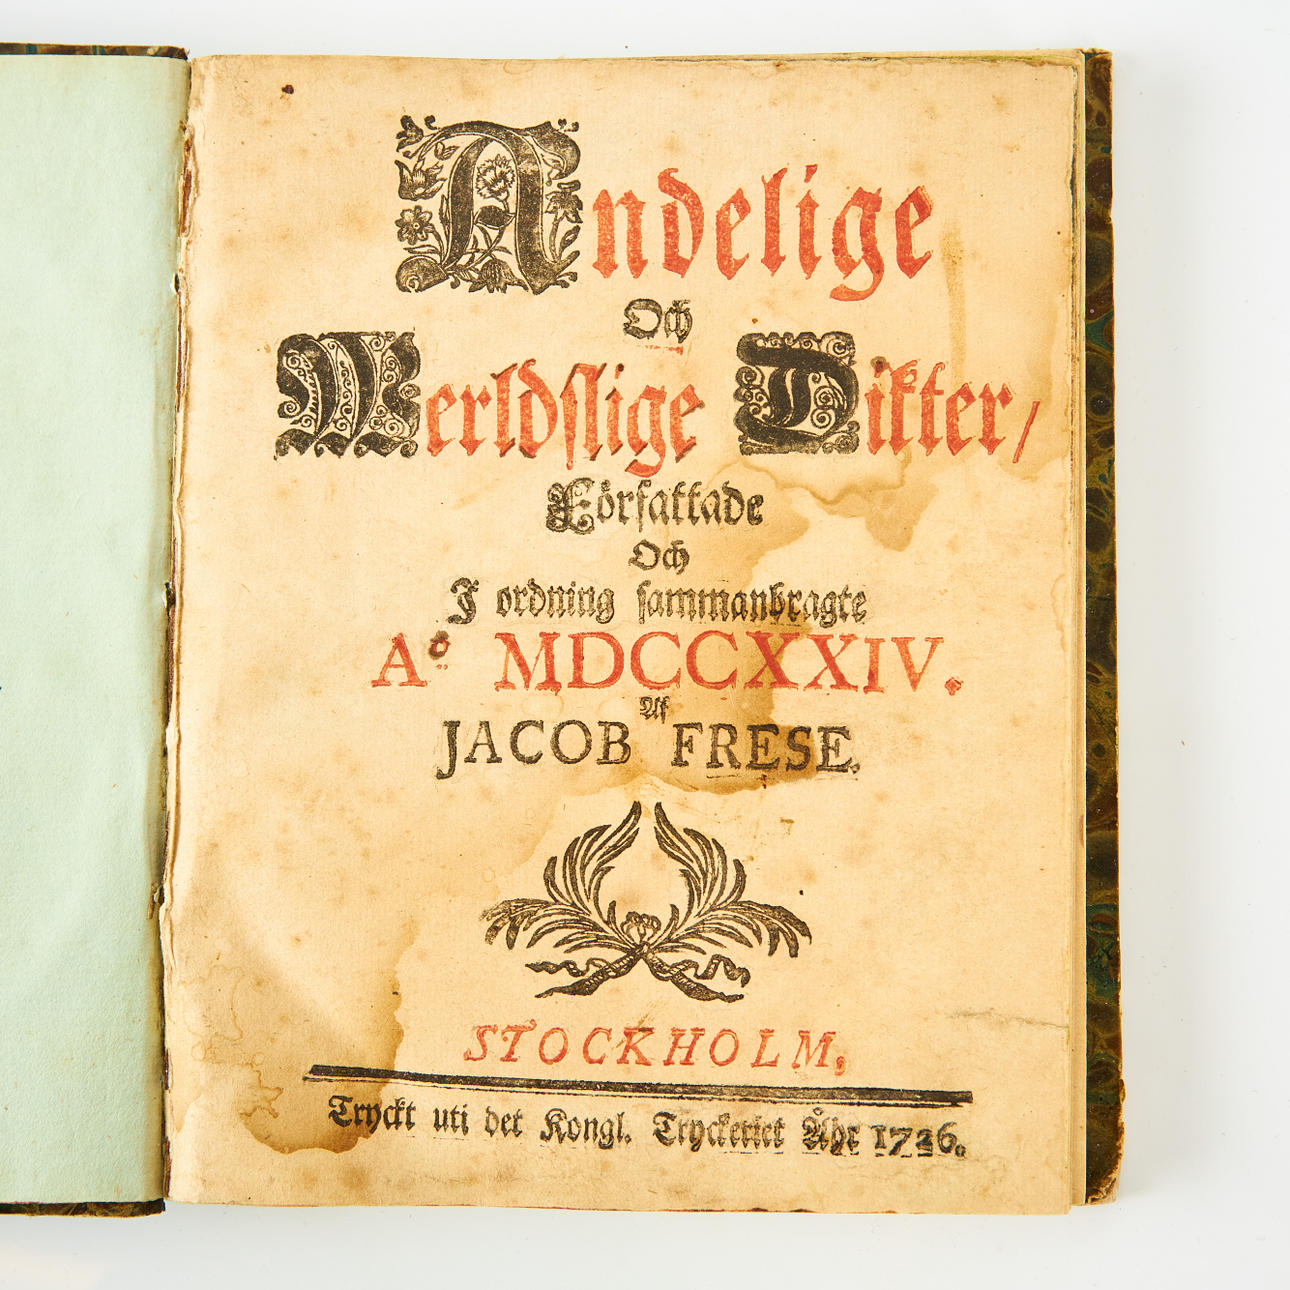 Andelige
Och
Werldslige Dikter/
Författade
Och
I ordning sammanbragte
Ao MDCCXXIV.
Af
JACOB FRESE.
STOCKHOLM,
Tryckt uti det Kongl. Tryckeriet Åhr 1726.